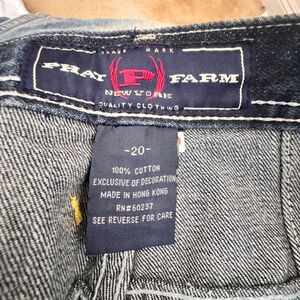 TRADE MARK
PHAT P FARM
NEW YORK
QUALITY CLOTHING
-20-
100% COTTON
EXCLUSIVE OF DECORATION
MADE IN HONG KONG
RN#60237
SEE REVERSE FOR CARE